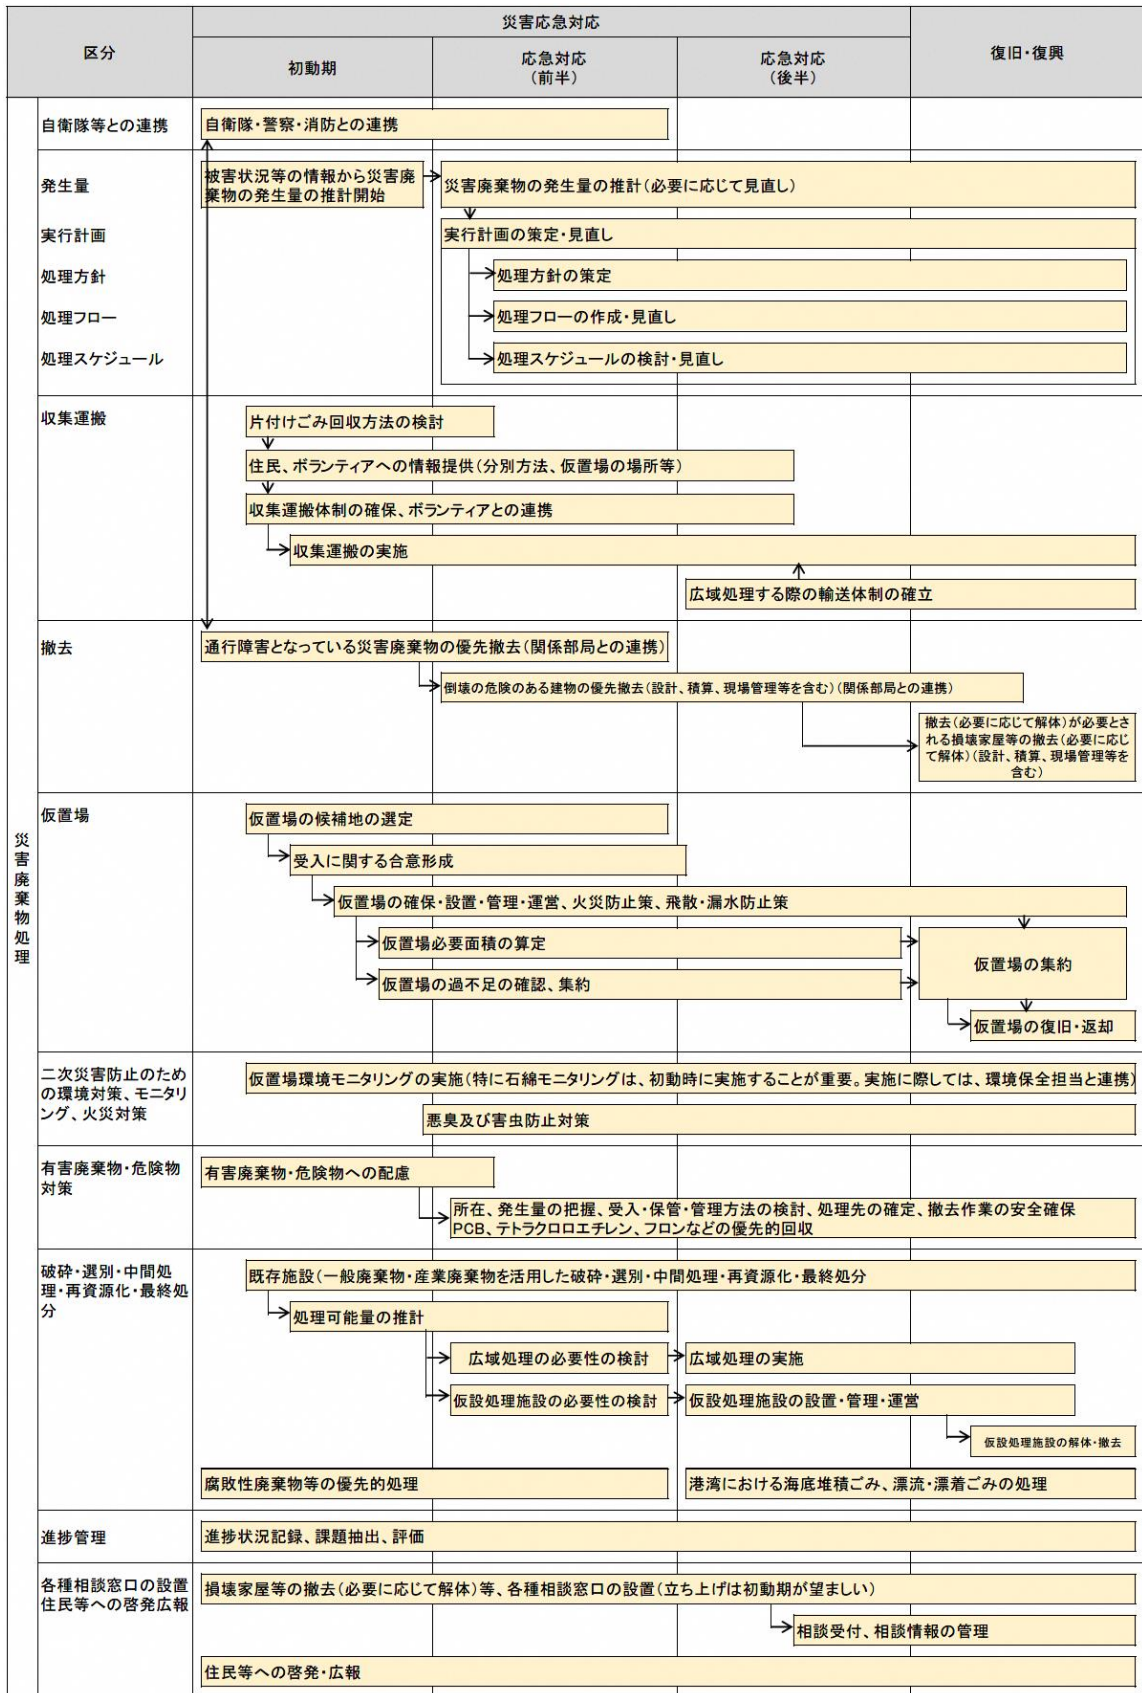 区分
災害応急対応
初動期
応急対応
(前半)
応急対応
(後半)
復旧・復興
災害廃棄物処理
自衛隊等との連携
自衛隊・警察・消防との連携
発生量
被害状況等の情報から災害廃
棄物の発生量の推計開始
災害廃棄物の発生量の推計(必要に応じて見直し)
実行計画
実行計画の策定・見直し
処理方針
処理方針の策定
処理フロー
処理フローの作成・見直し
処理スケジュール
処理スケジュールの検討・見直し
収集運搬
片付けごみ回収方法の検討
住民、ボランティアへの情報提供(分別方法、仮置場の場所等)
収集運搬体制の確保、ボランティアとの連携
収集運搬の実施
広域処理する際の輸送体制の確立
撤去
通行障害となっている災害廃棄物の優先撤去(関係部局との連携)
倒壊の危険のある建物の優先撤去(設計、積算、現場管理等を含む)(関係部局との連携)
撤去(必要に応じて解体)が必要とさ
れる損壊家屋等の撤去(必要に応じ
て解体)(設計、積算、現場管理等を
含む)
仮置場
仮置場の候補地の選定
受入に関する合意形成
仮置場の確保・設置・管理・運営、火災防止策、飛散・漏水防止策
仮置場必要面積の算定
仮置場の集約
仮置場の過不足の確認、集約
仮置場の復旧・返却
二次災害防止のため
の環境対策、モニタリ
ング、火災対策
仮置場環境モニタリングの実施(特に石綿モニタリングは、初動時に実施することが重要。実施に際しては、環境保全担当と連携)
悪臭及び害虫防止対策
有害廃棄物・危険物
対策
有害廃棄物・危険物への配慮
所在、発生量の把握、受入・保管・管理方法の検討、処理先の確定、撤去作業の安全確保
PCB、テトラクロロエチレン、フロンなどの優先的回収
破砕・選別・中間処
理・再資源化・最終処
分
既存施設(一般廃棄物・産業廃棄物を活用した破砕・選別・中間処理・再資源化・最終処分
処理可能量の推計
広域処理の必要性の検討
広域処理の実施
仮設処理施設の必要性の検討
仮設処理施設の設置・管理・運営
仮設処理施設の解体・撤去
腐敗性廃棄物等の優先的処理
港湾における海底堆積ごみ、漂流・漂着ごみの処理
進捗管理
進捗状況記録、課題抽出、評価
各種相談窓口の設置
住民等への啓発広報
損壊家屋等の撤去(必要に応じて解体)等、各種相談窓口の設置(立ち上げは初動期が望ましい)
相談受付、相談情報の管理
住民等への啓発・広報